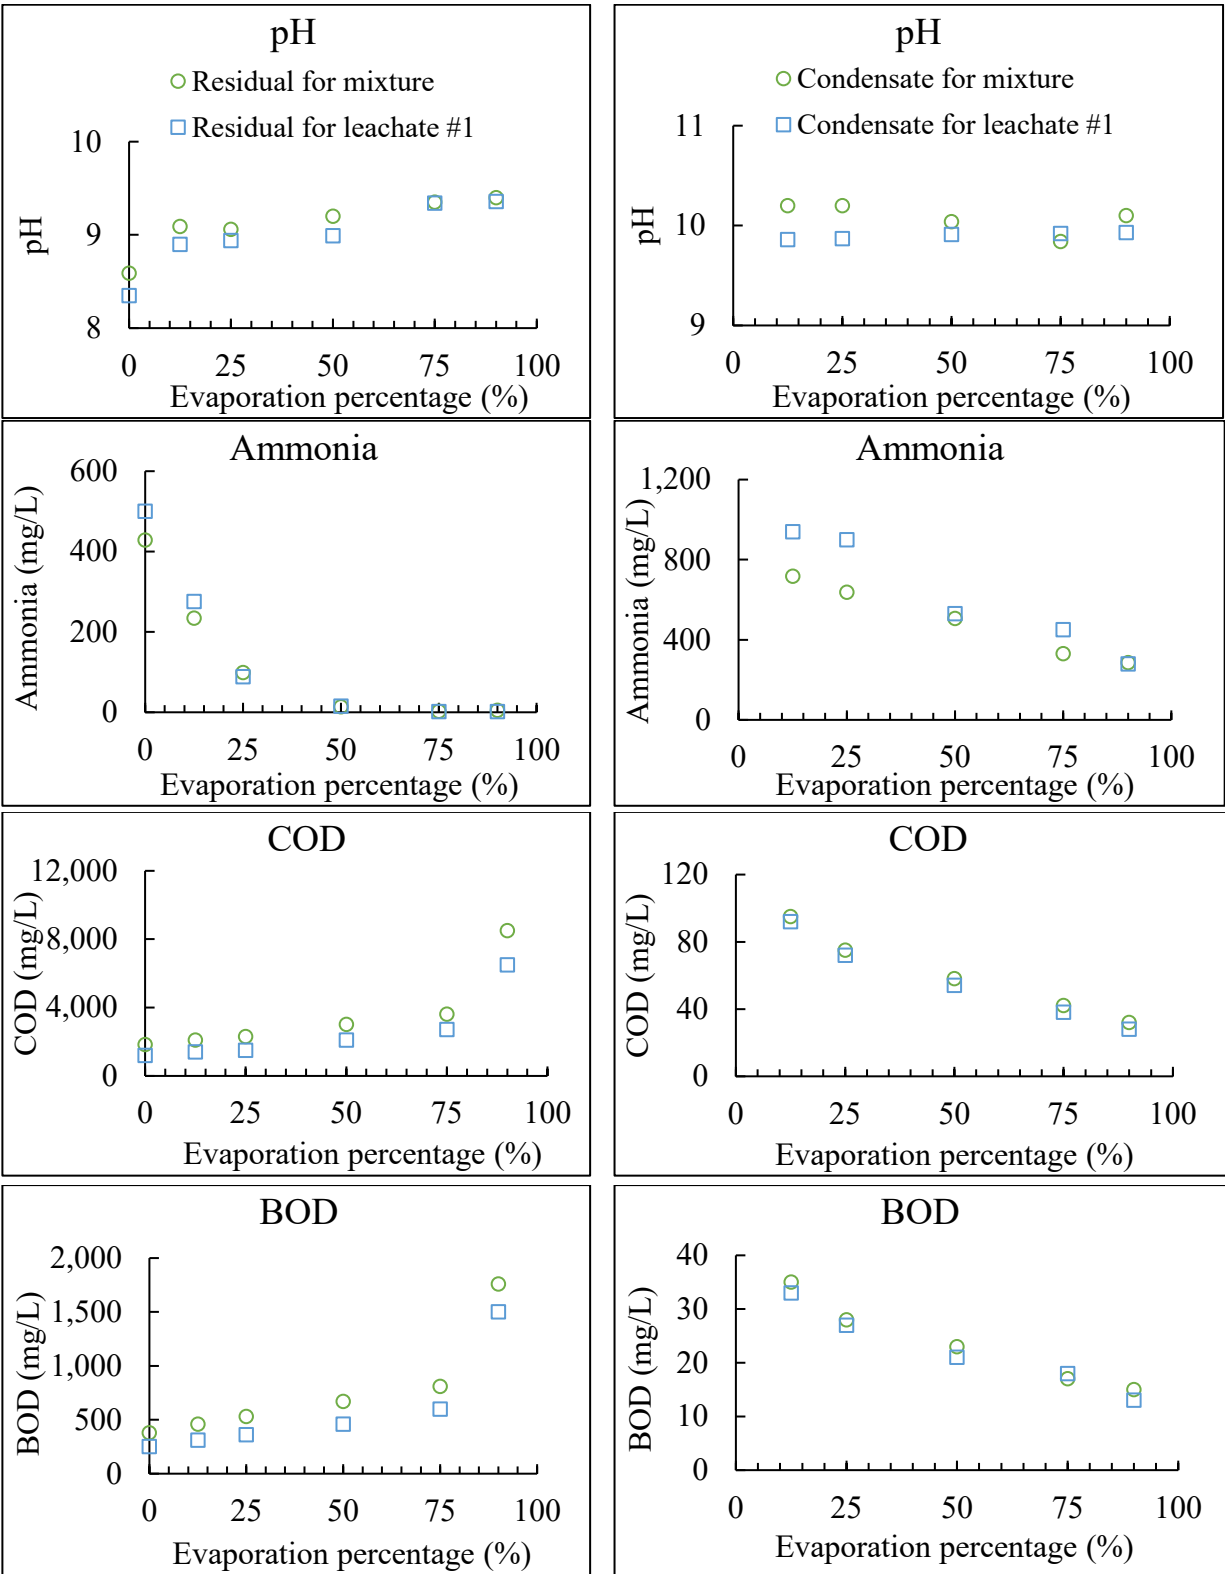 pH
Residual for mixture
Residual for leachate #1
10
9
8
pH
0 25 50 75 100
Evaporation percentage (%)
pH
Condensate for mixture
Condensate for leachate #1
11
10
9
pH
0 25 50 75 100
Evaporation percentage (%)
Ammonia
600
400
200
0
Ammonia (mg/L)
0 25 50 75 100
Evaporation percentage (%)
Ammonia
1,200
800
400
0
Ammonia (mg/L)
0 25 50 75 100
Evaporation percentage (%)
COD
12,000
8,000
4,000
0
COD (mg/L)
0 25 50 75 100
Evaporation percentage (%)
COD
120
80
40
0
COD (mg/L)
0 25 50 75 100
Evaporation percentage (%)
BOD
2,000
1,500
1,000
500
0
BOD (mg/L)
0 25 50 75 100
Evaporation percentage (%)
BOD
40
30
20
10
0
BOD (mg/L)
0 25 50 75 100
Evaporation percentage (%)